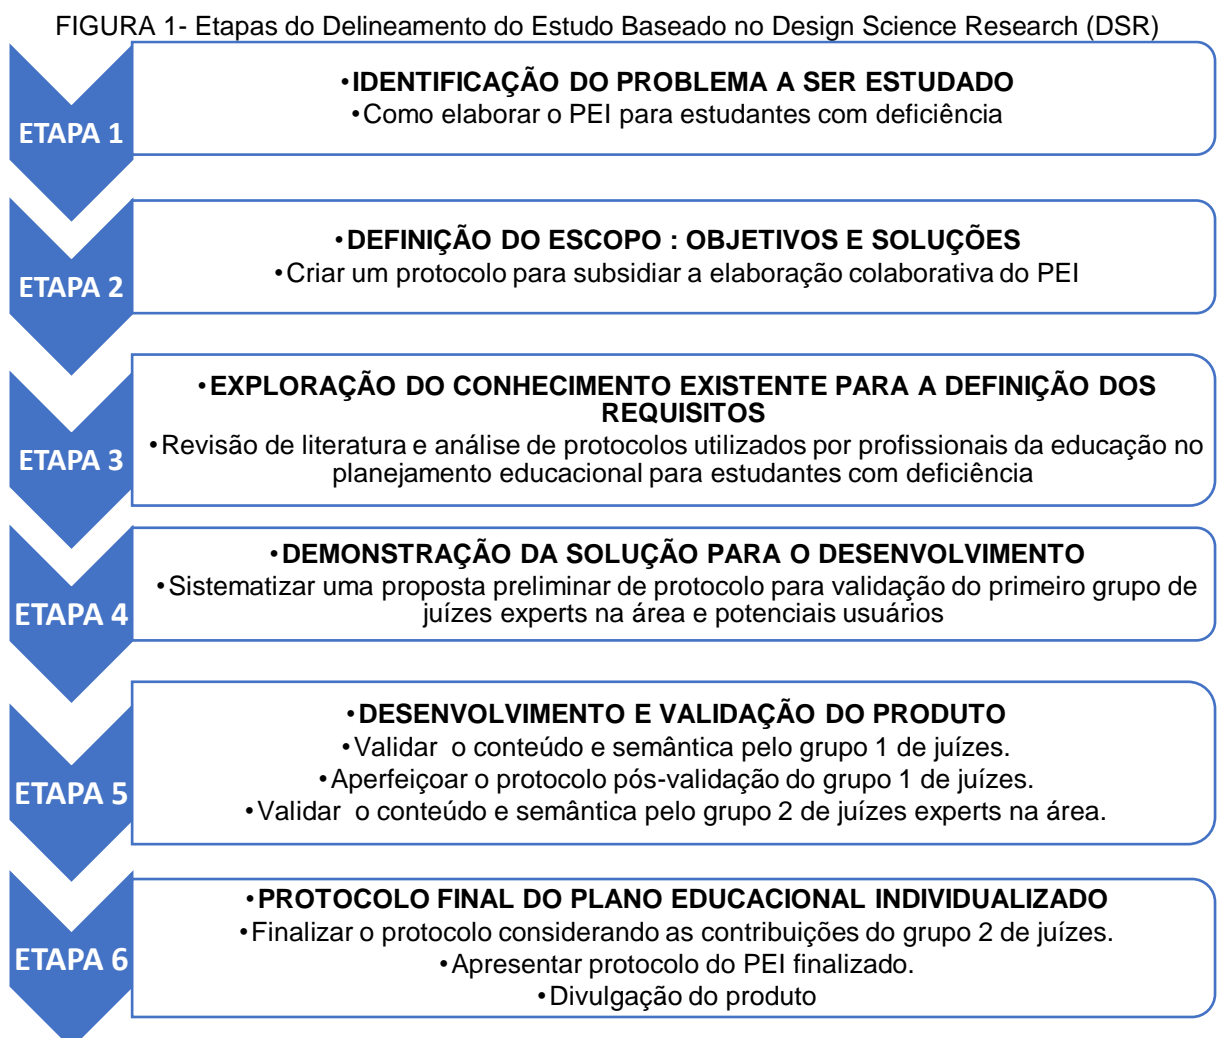 FIGURA 1- Etapas do Delineamento do Estudo Baseado no Design Science Research (DSR)
ETAPA 1
•IDENTIFICAÇÃO DO PROBLEMA A SER ESTUDADO
•Como elaborar o PEI para estudantes com deficiência
ETAPA 2
•DEFINIÇÃO DO ESCOPO : OBJETIVOS E SOLUÇÕES
•Criar um protocolo para subsidiar a elaboração colaborativa do PEI
ETAPA 3
•EXPLORAÇÃO DO CONHECIMENTO EXISTENTE PARA A DEFINIÇÃO DOS
REQUISITOS
•Revisão de literatura e análise de protocolos utilizados por profissionais da educação no
planejamento educacional para estudantes com deficiência
ETAPA 4
•DEMONSTRAÇÃO DA SOLUÇÃO PARA O DESENVOLVIMENTO
•Sistematizar uma proposta preliminar de protocolo para validação do primeiro grupo de
juízes experts na área e potenciais usuários
ETAPA 5
•DESENVOLVIMENTO E VALIDAÇÃO DO PRODUTO
•Validar o conteúdo e semântica pelo grupo 1 de juízes.
•Aperfeiçoar o protocolo pós-validação do grupo 1 de juízes.
•Validar o conteúdo e semântica pelo grupo 2 de juízes experts na área.
ETAPA 6
•PROTOCOLO FINAL DO PLANO EDUCACIONAL INDIVIDUALIZADO
•Finalizar o protocolo considerando as contribuições do grupo 2 de juízes.
•Apresentar protocolo do PEI finalizado.
•Divulgação do produto